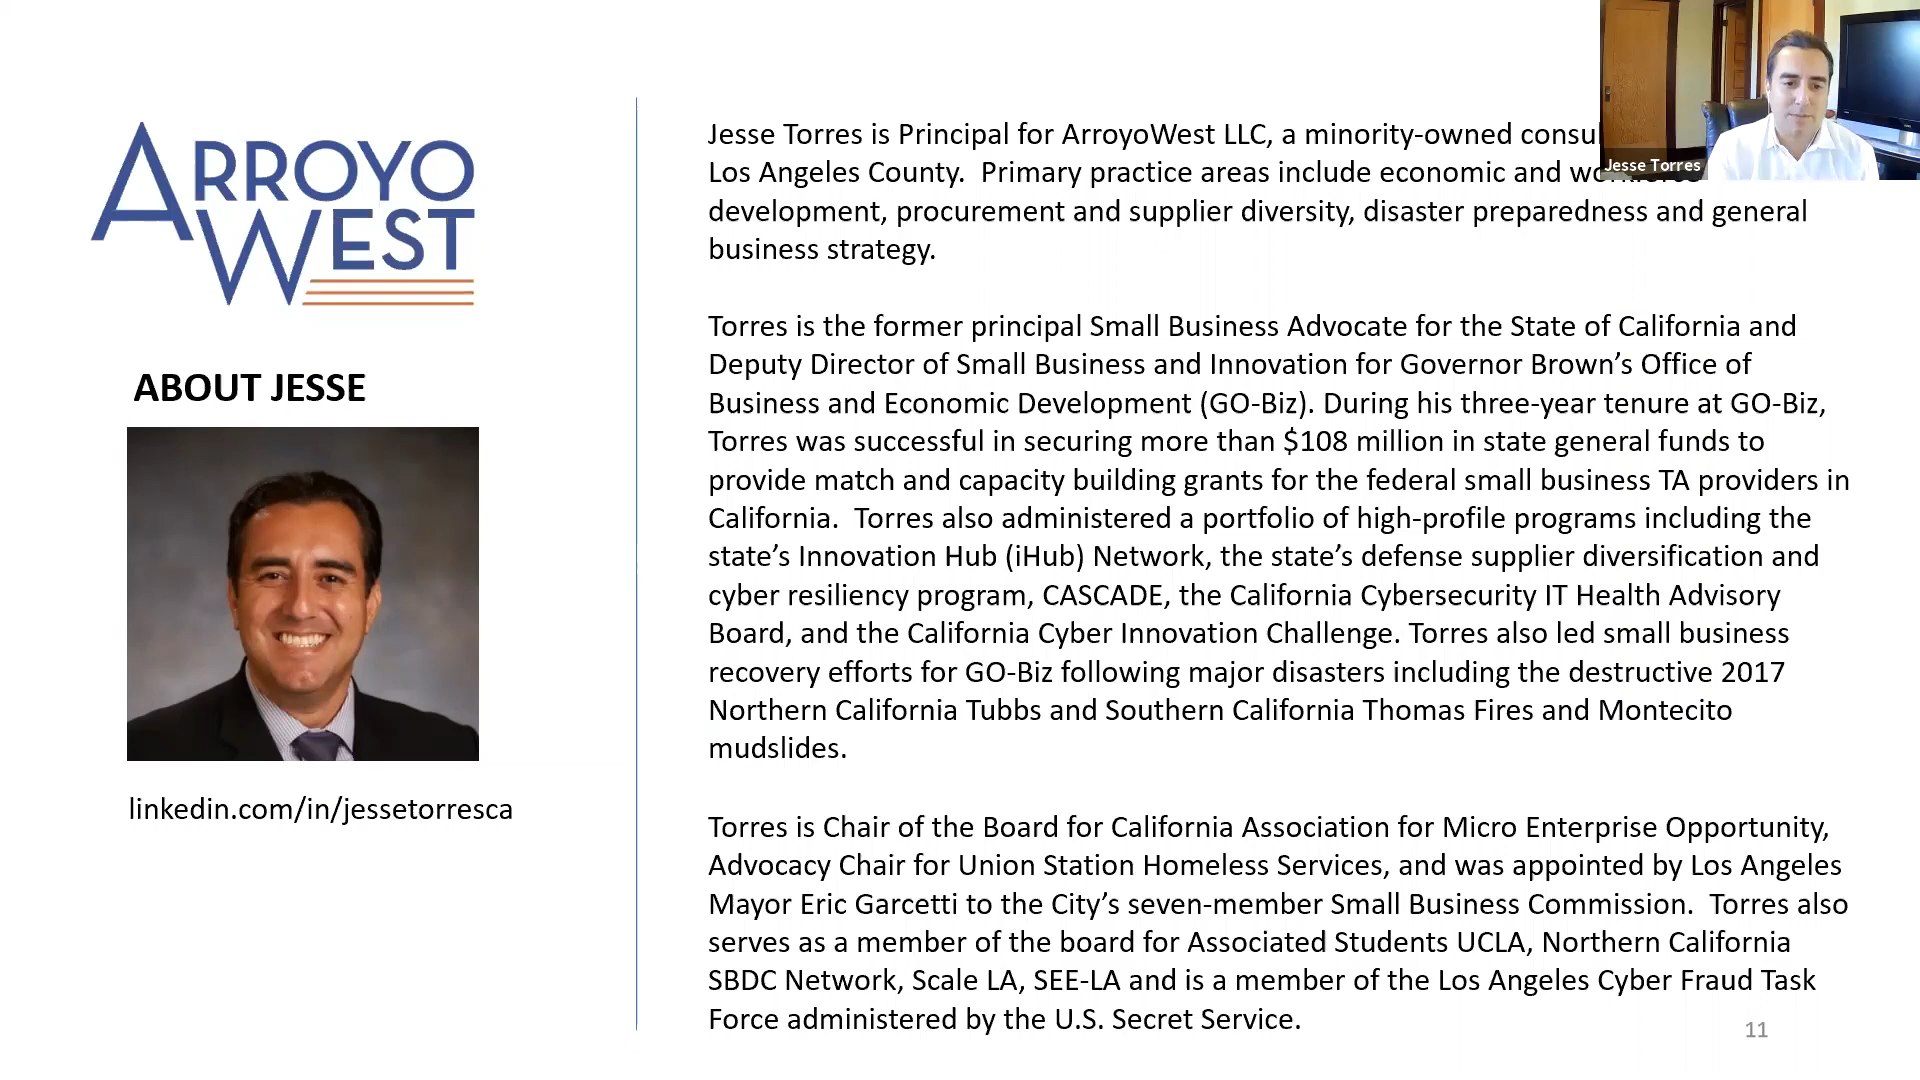 ARROYO
WEST
ABOUT JESSE
linkedin.com/in/jessetorresca
Jesse Torres is Principal for ArroyoWest LLC, a minority-owned
Los Angeles County.  Primary practice areas include economic and
development, procurement and supplier diversity, disaster preparedness and general
business strategy.
Torres is the former principal Small Business Advocate for the State of California and
Deputy Director of Small Business and Innovation for Governor Brown’s Office of
Business and Economic Development (GO-Biz). During his three-year tenure at GO-Biz,
Torres was successful in securing more than $108 million in state general funds to
provide match and capacity building grants for the federal small business TA providers in
California.  Torres also administered a portfolio of high-profile programs including the
state’s Innovation Hub (iHub) Network, the state’s defense supplier diversification and
cyber resiliency program, CASCADE, the California Cybersecurity IT Health Advisory
Board, and the California Cyber Innovation Challenge. Torres also led small business
recovery efforts for GO-Biz following major disasters including the destructive 2017
Northern California Tubbs and Southern California Thomas Fires and Montecito
mudslides.
Torres is Chair of the Board for California Association for Micro Enterprise Opportunity,
Advocacy Chair for Union Station Homeless Services, and was appointed by Los Angeles
Mayor Eric Garcetti to the City’s seven-member Small Business Commission.  Torres also
serves as a member of the board for Associated Students UCLA, Northern California
SBDC Network, Scale LA, SEE-LA and is a member of the Los Angeles Cyber Fraud Task
Force administered by the U.S. Secret Service.
11
Jesse Torres